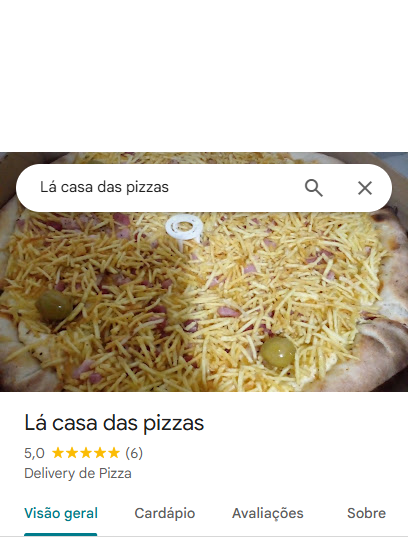 Lá casa das pizzas
Lá casa das pizzas
5,0 (6)
Delivery de Pizza
Visão geral Cardápio Avaliações Sobre